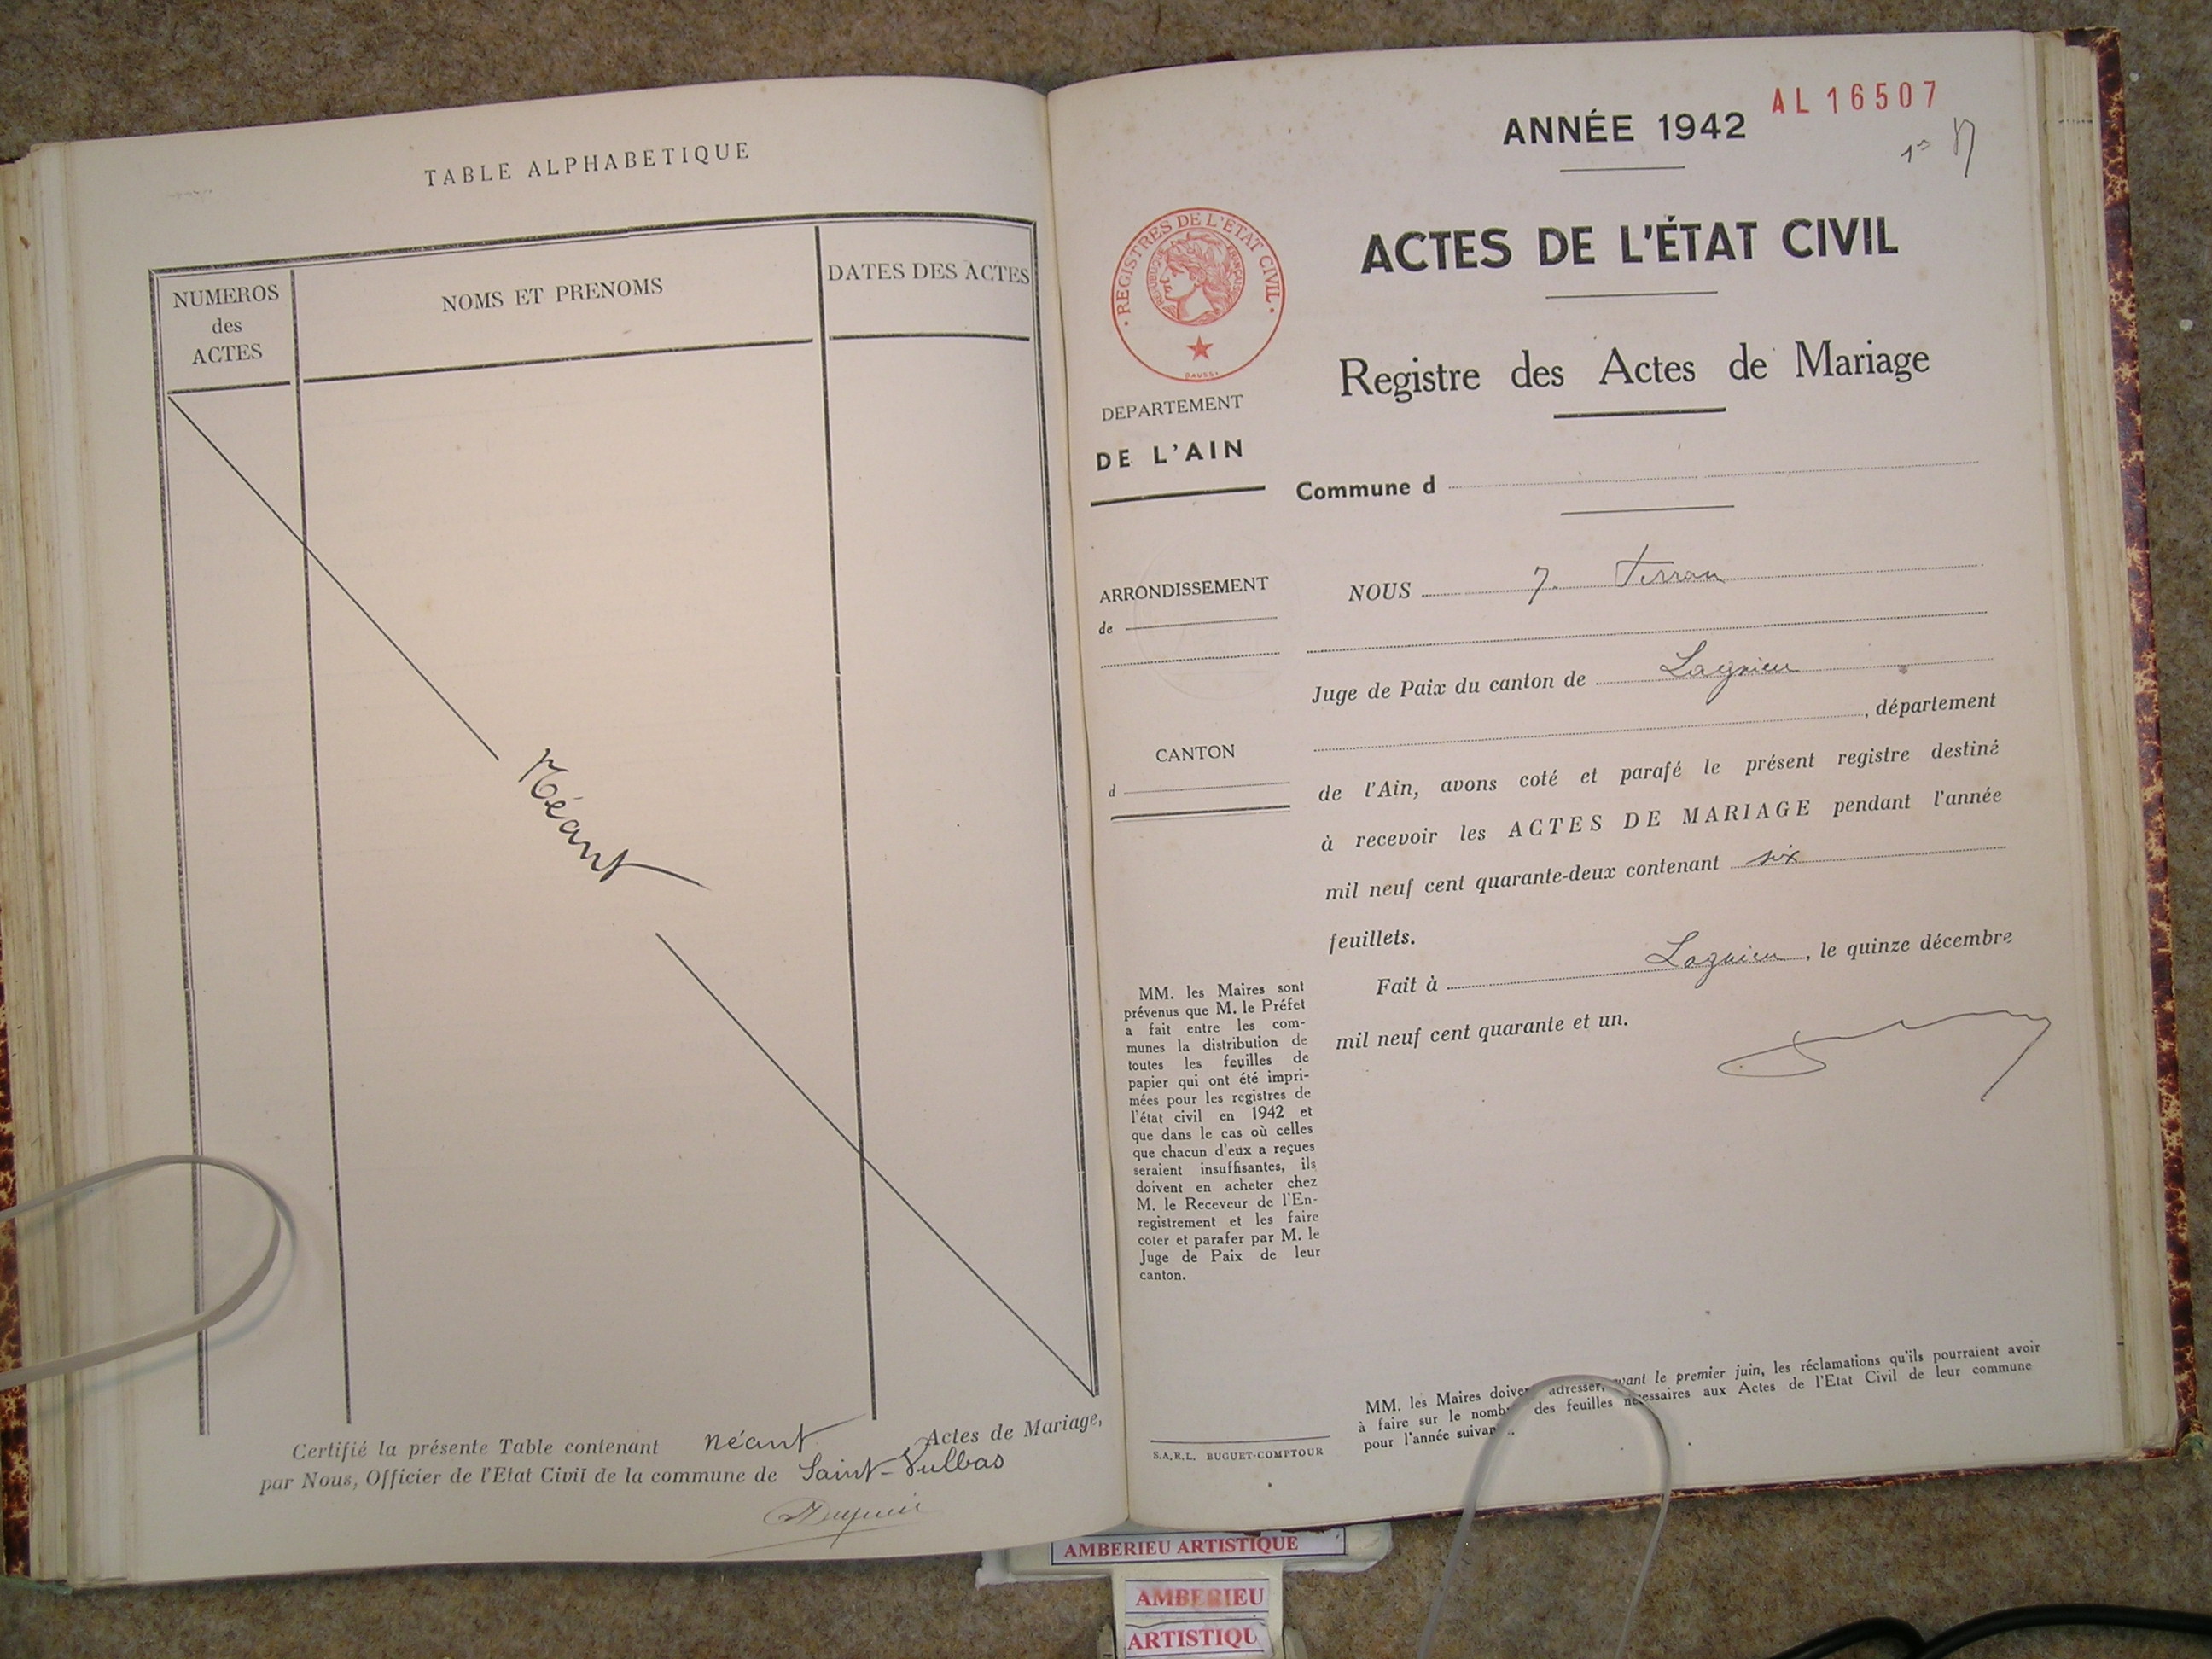 TABLE ALPHABETIQUE
NUMEROS
des
ACTES
NOMS ET PRENOMS
DATES DES ACTES
Néant
Certifié la présente Table contenant néant Actes de Mariage,
par Nous, Officier de l'Etat Civil de la commune de Saint-Vulbas
AL 16507
ANNÉE 1942
ACTES DE L'ÉTAT CIVIL
Registre des Actes de Mariage
· REGISTRES DE L'ETAT CIVIL ·
REPUBLIQUE FRANÇAISE
DEPARTEMENT
DE L'AIN
Commune d
ARRONDISSEMENT
de
CANTON
d
NOUS
Juge de Paix du canton de Lagnieu
, département
de l'Ain, avons coté et parafé le présent registre destiné
à recevoir les ACTES DE MARIAGE pendant l'année
mil neuf cent quarante-deux contenant six
feuillets.
Fait à Lagnieu, le quinze décembre
mil neuf cent quarante et un.
MM. les Maires sont
prévenus que M. le Préfet
a fait entre les com-
munes la distribution de
toutes les feuilles de
papier qui ont été impri-
mées pour les registres de
l'état civil en 1942 et
que dans le cas où celles
que chacun d'eux a reçues
seraient insuffisantes, ils
doivent en acheter chez
M. le Receveur de l'En-
registrement et les faire
coter et parafer par M. le
Juge de Paix de leur
canton.
S.A.R.L. BUGUET-COMPTOUR
MM. les Maires doivent adresser, avant le premier juin, les réclamations qu'ils pourraient avoir
à faire sur le nombre des feuilles nécessaires aux Actes de l'Etat Civil de leur commune
pour l'année suivante.
AMBERIEU ARTISTIQUE
AMBERIEU
ARTISTIQU